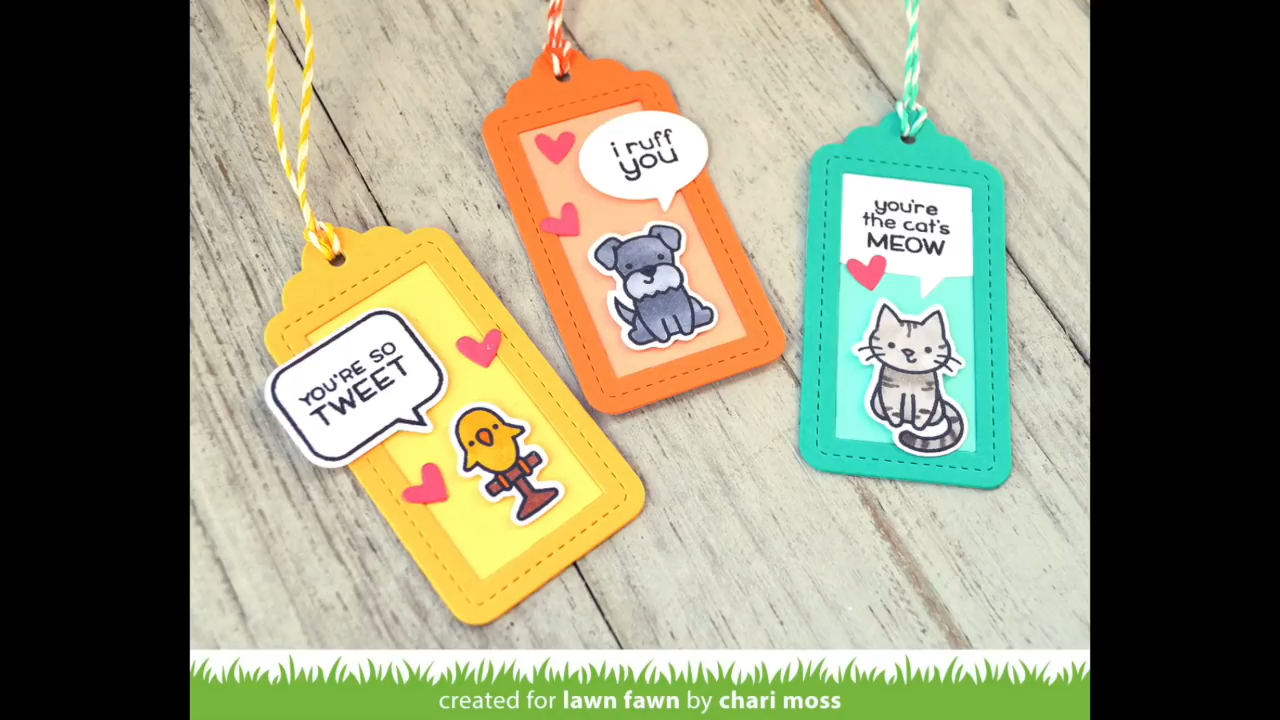 YOU'RE SO
TWEET
i ruff
you
you're
the cat's
MEOW
created for lawn fawn by chari moss